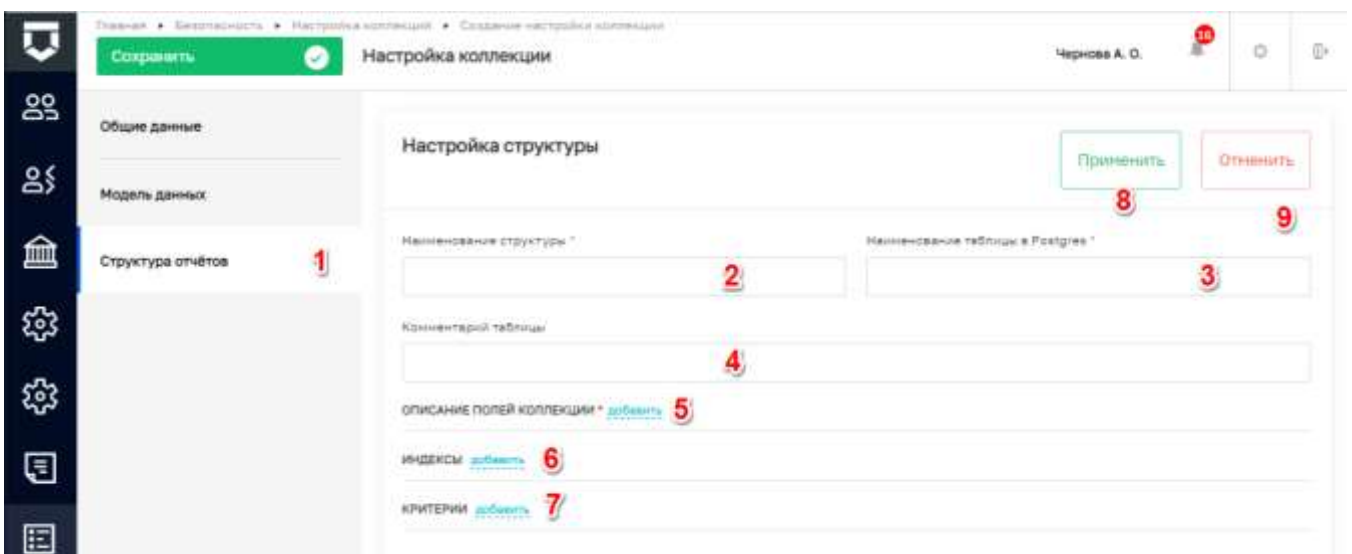 Главная • Безопасность • Настройка коллекций • Создание настройки коллекции
Сохранить
Настройка коллекции
Чернова А. О.
16
Общие данные
Модель данных
Структура отчётов
1
Настройка структуры
Применить
8
Отменить
9
Наименование структуры *
2
Наименование таблицы в Postgres *
3
Комментарий таблицы
4
ОПИСАНИЕ ПОЛЕЙ КОЛЛЕКЦИИ * добавить 5
ИНДЕКСЫ добавить 6
КРИТЕРИИ добавить 7